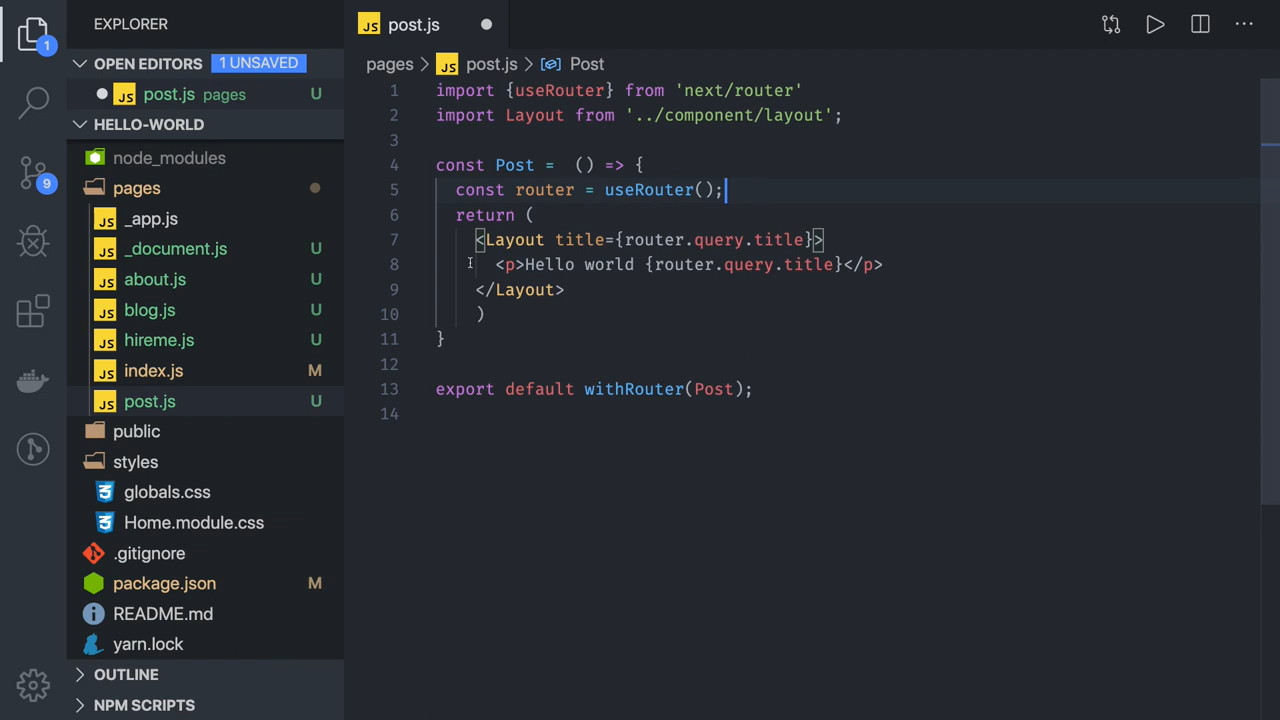 1
9
EXPLORER
OPEN EDITORS 1 UNSAVED
JS post.js pages U
HELLO-WORLD
node_modules
pages
JS _app.js
JS _document.js U
JS about.js U
JS blog.js U
JS hireme.js U
JS index.js M
JS post.js U
public
styles
globals.css
Home.module.css
.gitignore
package.json M
README.md
yarn.lock
OUTLINE
NPM SCRIPTS
JS post.js
pages > JS post.js > Post
1 import {useRouter} from 'next/router'
2 import Layout from '../component/layout';
3
4 const Post =  () => {
5   const router = useRouter();
6   return (
7     <Layout title={router.query.title}>
8       <p>Hello world {router.query.title}</p>
9     </Layout>
10     )
11 }
12
13 export default withRouter(Post);
14